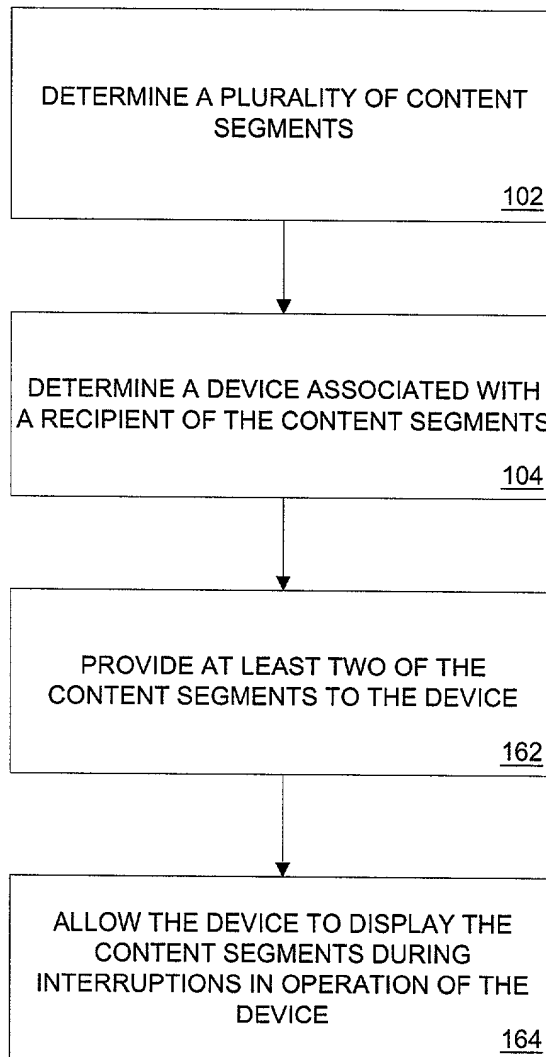 DETERMINE A PLURALITY OF CONTENT
SEGMENTS
102
DETERMINE A DEVICE ASSOCIATED WITH
A RECIPIENT OF THE CONTENT SEGMENTS
104
PROVIDE AT LEAST TWO OF THE
CONTENT SEGMENTS TO THE DEVICE
162
ALLOW THE DEVICE TO DISPLAY THE
CONTENT SEGMENTS DURING
INTERRUPTIONS IN OPERATION OF THE
DEVICE
164